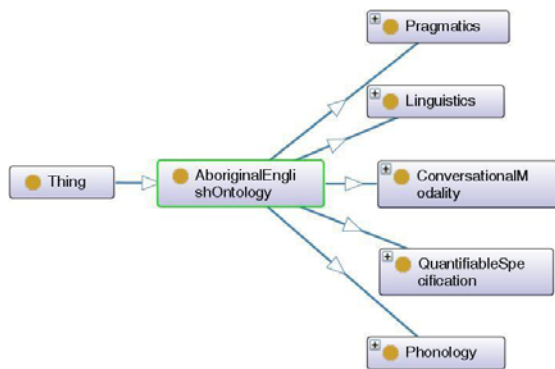 Pragmatics
Linguistics
Thing
AboriginalEngli
shOntology
ConversationalM
odality
QuantifiableSpe
cification
Phonology